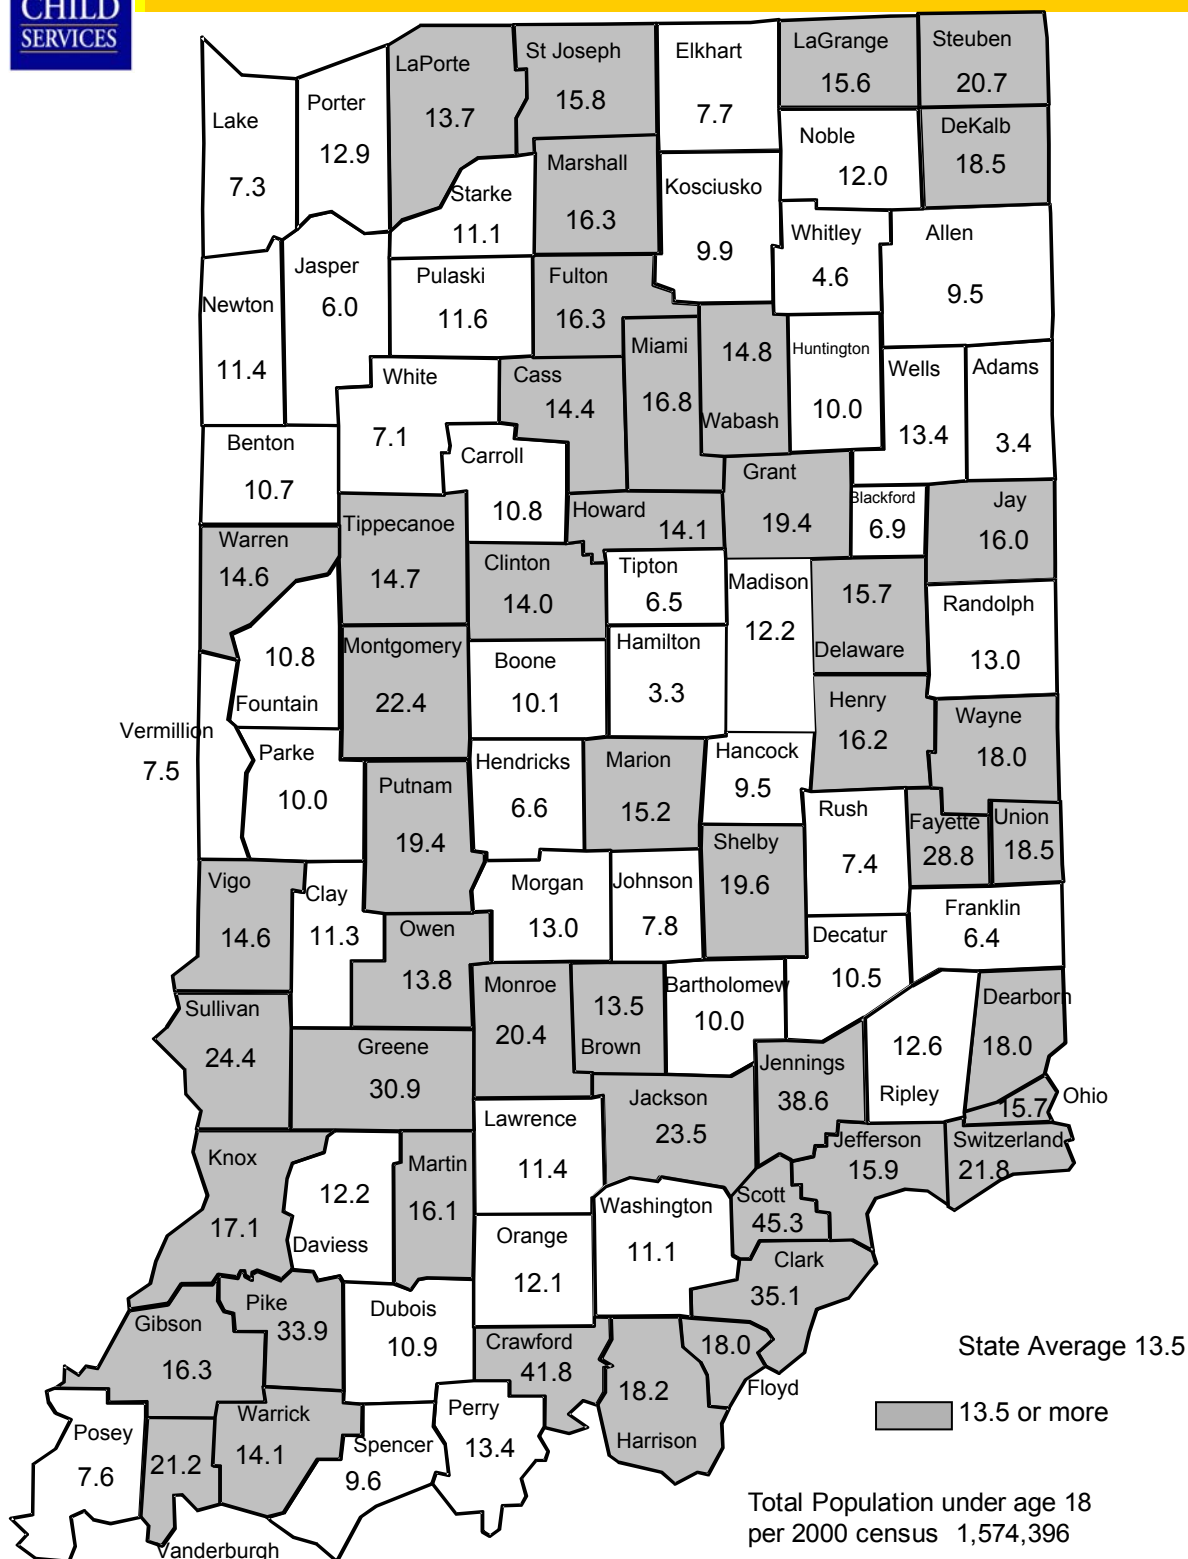 CHILD
SERVICES
LaPorte
13.7
St Joseph
15.8
Elkhart
7.7
LaGrange
15.6
Steuben
20.7
Lake
7.3
Porter
12.9
Noble
12.0
DeKalb
18.5
Starke
11.1
Marshall
16.3
Kosciusko
9.9
Whitley
4.6
Allen
9.5
Newton
11.4
Jasper
6.0
Pulaski
11.6
Fulton
16.3
Miami
16.8
14.8
Wabash
Huntington
10.0
Wells
13.4
Adams
3.4
White
7.1
Cass
14.4
Benton
10.7
Carroll
10.8
Grant
19.4
Blackford
6.9
Jay
16.0
Warren
14.6
Tippecanoe
14.7
Howard
14.1
Clinton
14.0
Tipton
6.5
Madison
12.2
15.7
Delaware
Randolph
13.0
10.8
Fountain
Montgomery
22.4
Boone
10.1
Hamilton
3.3
Henry
16.2
Wayne
18.0
Vermillion
7.5
Parke
10.0
Putnam
19.4
Hendricks
6.6
Marion
15.2
Hancock
9.5
Rush
7.4
Fayette
28.8
Union
18.5
Shelby
19.6
Vigo
14.6
Clay
11.3
Owen
13.8
Morgan
13.0
Johnson
7.8
Decatur
10.5
Franklin
6.4
Sullivan
24.4
Greene
30.9
Monroe
20.4
13.5
Brown
Bartholomew
10.0
Jennings
38.6
12.6
Ripley
Dearborn
18.0
15.7
Ohio
Jackson
23.5
Lawrence
11.4
Jefferson
15.9
Switzerland
21.8
Knox
17.1
12.2
Daviess
Martin
16.1
Washington
11.1
Scott
45.3
Orange
12.1
Clark
35.1
Gibson
16.3
Pike
33.9
Dubois
10.9
Crawford
41.8
18.2
Harrison
18.0
Floyd
State Average 13.5
13.5 or more
Posey
7.6
21.2
Vanderburgh
Warrick
14.1
Spencer
9.6
Perry
13.4
Total Population under age 18
per 2000 census 1,574,396